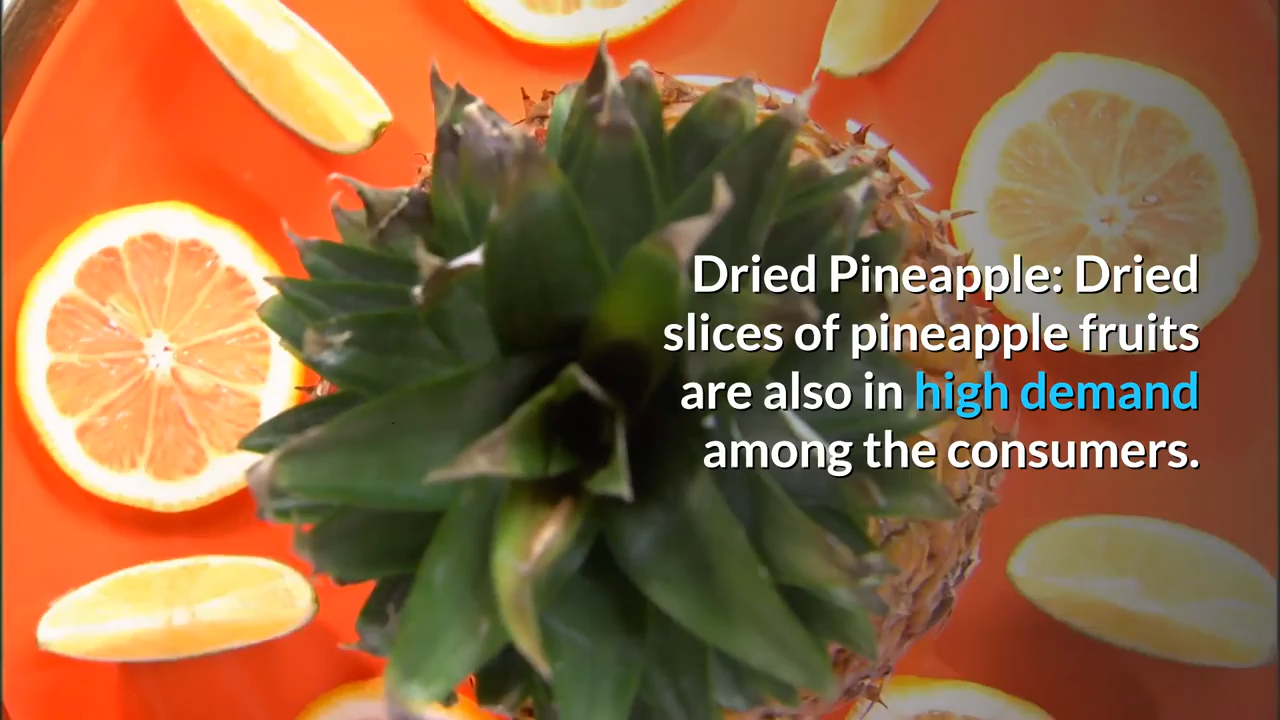 Dried Pineapple: Dried
slices of pineapple fruits
are also in high demand
among the consumers.